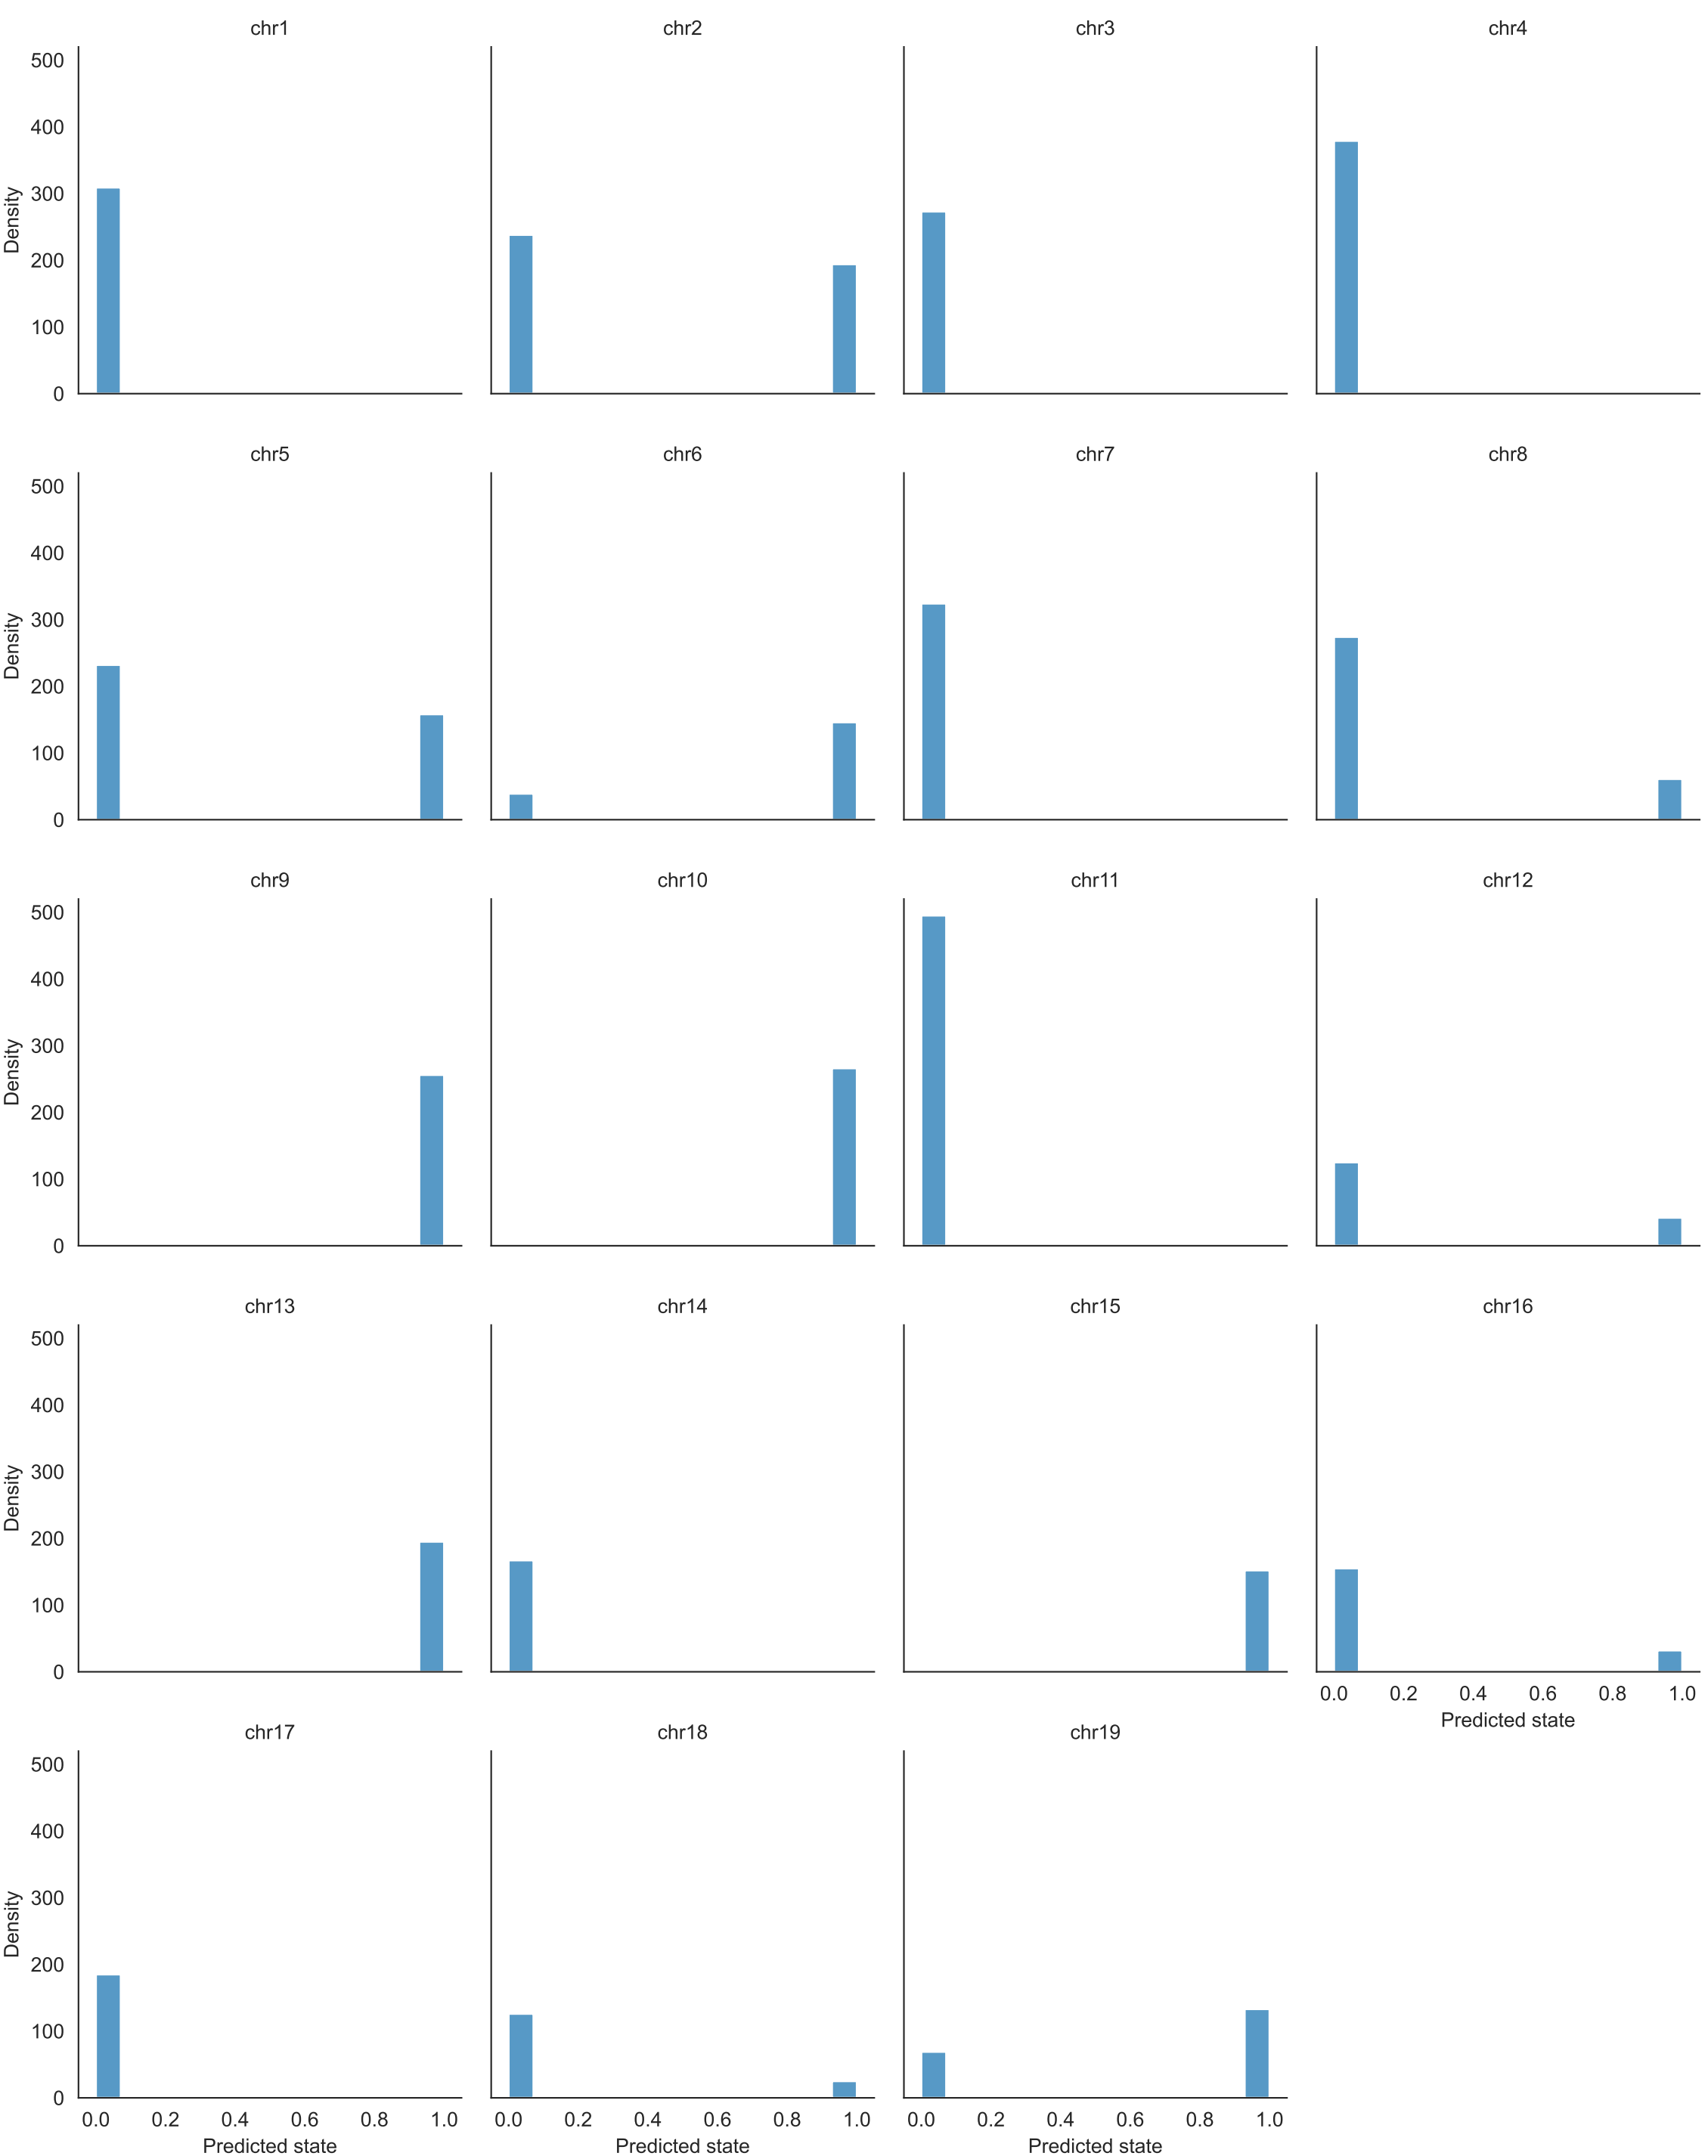 chr1 chr2 chr3 chr4
500
400
300
200
100
0
Density
chr5 chr6 chr7 chr8
500
400
300
200
100
0
Density
chr9 chr10 chr11 chr12
500
400
300
200
100
0
Density
chr13 chr14 chr15 chr16
500
400
300
200
100
0
Density
0.0 0.2 0.4 0.6 0.8 1.0
Predicted state
chr17 chr18 chr19
500
400
300
200
100
0
Density
0.0 0.2 0.4 0.6 0.8 1.0 0.0 0.2 0.4 0.6 0.8 1.0 0.0 0.2 0.4 0.6 0.8 1.0
Predicted state Predicted state Predicted state